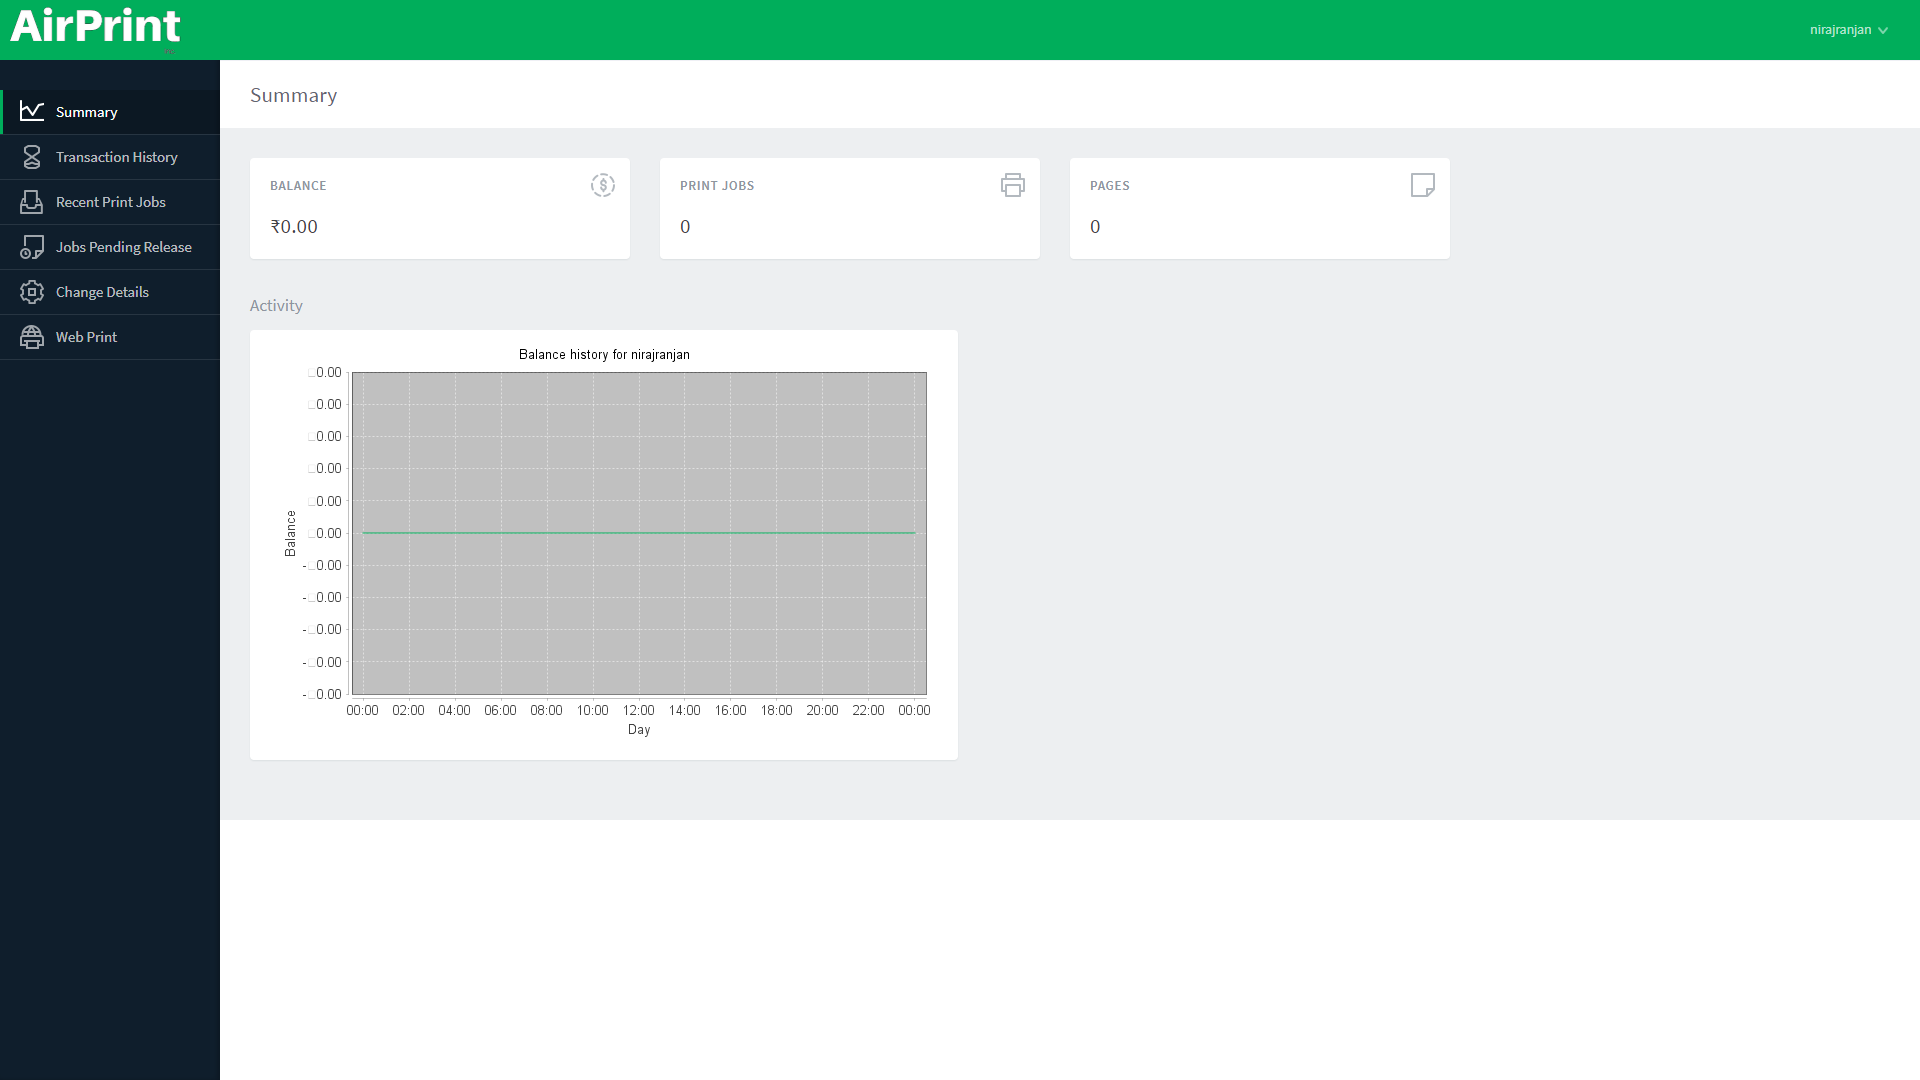 AirPrint
nirajranjan
Summary
Transaction History
Recent Print Jobs
Jobs Pending Release
Change Details
Web Print
Summary
BALANCE
₹0.00
PRINT JOBS
0
PAGES
0
Activity
Balance history for nirajranjan
0.00
0.00
0.00
0.00
0.00
0.00
-0.00
-0.00
-0.00
-0.00
-0.00
Balance
00:00 02:00 04:00 06:00 08:00 10:00 12:00 14:00 16:00 18:00 20:00 22:00 00:00
Day